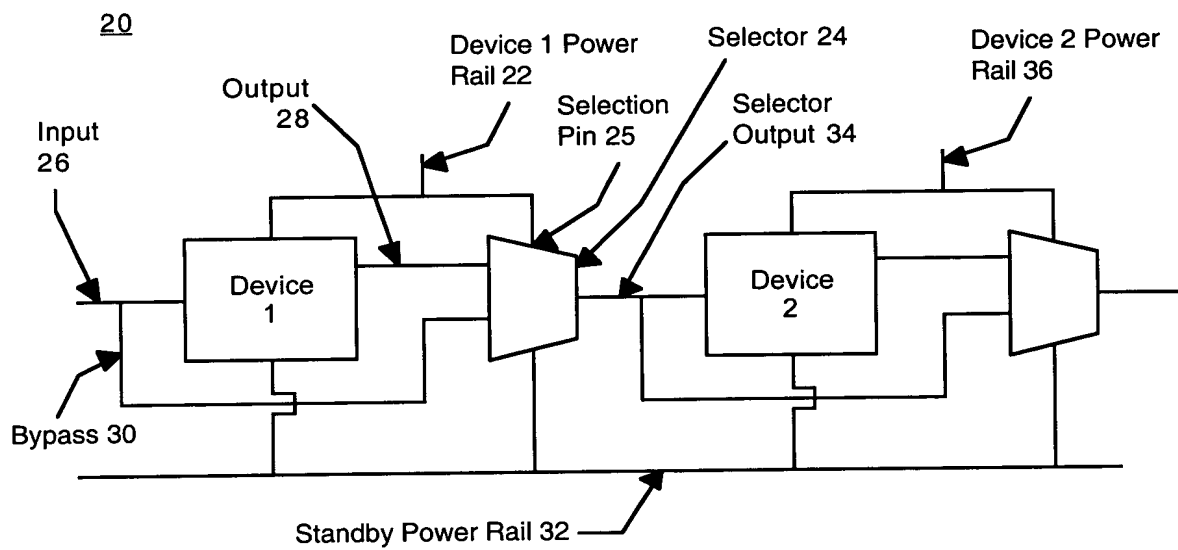 20
Device 1 Power
Rail 22
Selector 24
Device 2 Power
Rail 36
Output
28
Selection
Pin 25
Selector
Output 34
Input
26
Device
1
Device
2
Bypass 30
Standby Power Rail 32